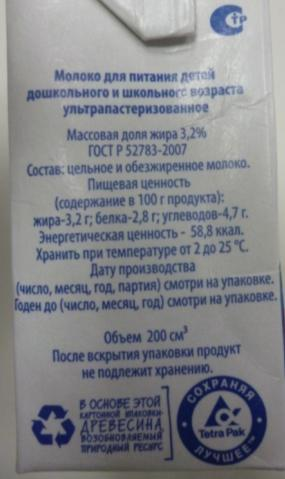 Молоко для питания детей
дошкольного и школьного возраста
ультрапастеризованное
Массовая доля жира 3,2%
ГОСТ Р 52783-2007
Состав: цельное и обезжиренное молоко.
Пищевая ценность
(содержание в 100 г продукта):
жира-3,2 г; белка-2,8 г; углеводов-4,7 г.
Энергетическая ценность - 58,8 ккал.
Хранить при температуре от 2 до 25 °С.
Дату производства
(число, месяц, год, партия) смотри на упаковке.
Годен до (число, месяц, год) смотри на упаковке.
Объем 200 см³
После вскрытия упаковки продукт
не подлежит хранению.
В ОСНОВЕ ЭТОЙ
КАРТОННОЙ УПАКОВКИ-
ДРЕВЕСИНА,
ВОЗОБНОВЛЯЕМЫЙ
ПРИРОДНЫЙ РЕСУРС
СОХРАНЯЯ
Tetra Pak
ЛУЧШЕЕ™